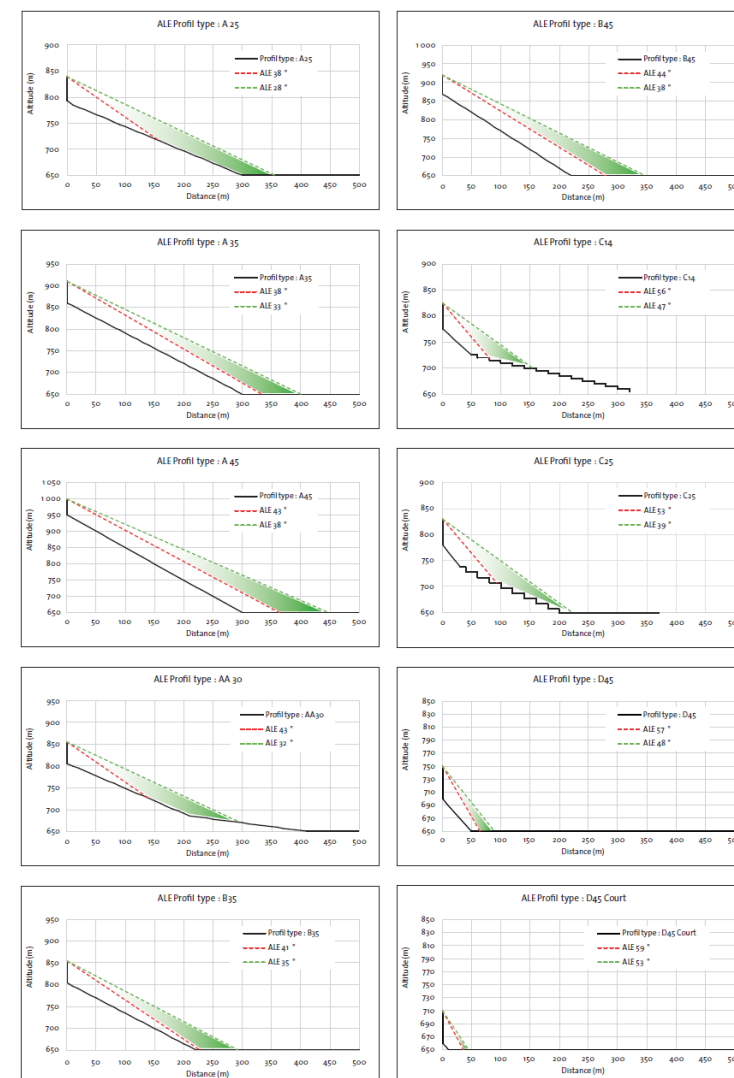 ALE Profil type : A 25
Profil type : A25
ALE 38 °
ALE 28 °
Altitude (m)
900
850
800
750
700
650
0 50 100 150 200 250 300 350 400 450 500
Distance (m)
ALE Profil type : B45
Profil type : B45
ALE 44 °
ALE 38 °
Altitude (m)
1 000
950
900
850
800
750
700
650
0 50 100 150 200 250 300 350 400 450
Distance (m)
ALE Profil type : A 35
Profil type : A35
ALE 38 °
ALE 33 °
Altitude (m)
950
900
850
800
750
700
650
0 50 100 150 200 250 300 350 400 450 500
Distance (m)
ALE Profil type : C14
Profil type : C14
ALE 56 °
ALE 47 °
Altitude (m)
900
850
800
750
700
650
0 50 100 150 200 250 300 350 400 450
Distance (m)
ALE Profil type : A 45
Profil type : A45
ALE 43 °
ALE 38 °
Altitude (m)
1 050
1 000
950
900
850
800
750
700
650
0 50 100 150 200 250 300 350 400 450 500
Distance (m)
ALE Profil type : C25
Profil type : C25
ALE 53 °
ALE 39 °
Altitude (m)
900
850
800
750
700
650
0 50 100 150 200 250 300 350 400 450
Distance (m)
ALE Profil type : AA 30
Profil type : AA30
ALE 43 °
ALE 32 °
Altitude (m)
950
900
850
800
750
700
650
0 50 100 150 200 250 300 350 400 450 500
Distance (m)
ALE Profil type : D45
Profil type : D45
ALE 57 °
ALE 48 °
Altitude (m)
850
830
810
790
770
750
730
710
690
670
650
0 50 100 150 200 250 300 350 400 450
Distance (m)
ALE Profil type : B35
Profil type : B35
ALE 41 °
ALE 35 °
Altitude (m)
950
900
850
800
750
700
650
0 50 100 150 200 250 300 350 400 450 500
Distance (m)
ALE Profil type : D45 Court
Profil type : D45 Court
ALE 59 °
ALE 53 °
Altitude (m)
850
830
810
790
770
750
730
710
690
670
650
0 50 100 150 200 250 300 350 400 450
Distance (m)